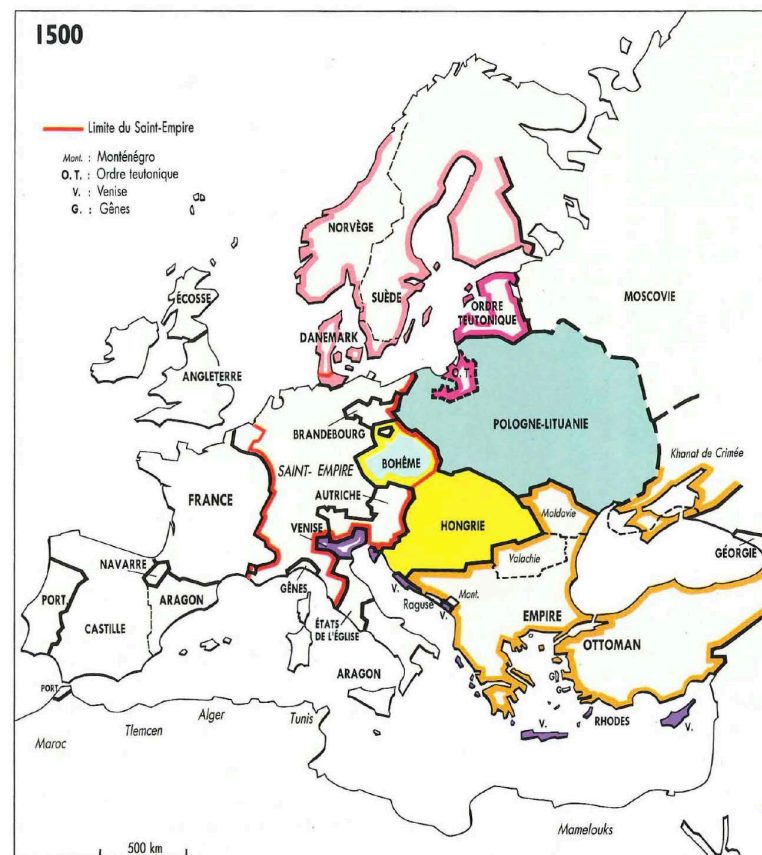 1500
Limite du Saint-Empire
Mont. : Monténégro
O.T. : Ordre teutonique
V. : Venise
G. : Gênes
NORVÈGE
SUÈDE
ÉCOSSE
DANEMARK
ORDRE
TEUTONIQUE
MOSCOVIE
ANGLETERRE
O.T.
BRANDEBOURG
POLOGNE-LITUANIE
SAINT- EMPIRE
BOHÊME
Khanat de Crimée
FRANCE
AUTRICHE
HONGRIE
Moldavie
VENISE
GÉORGIE
NAVARRE
Valachie
GÊNES
V.
Mont.
PORT.
ARAGON
Raguse
V.
EMPIRE
CASTILLE
ÉTATS
DE L'ÉGLISE
OTTOMAN
ARAGON
G.
PORT.
V.
RHODES
V.
Maroc
Tlemcen
Alger
Tunis
Mamelouks
500 km